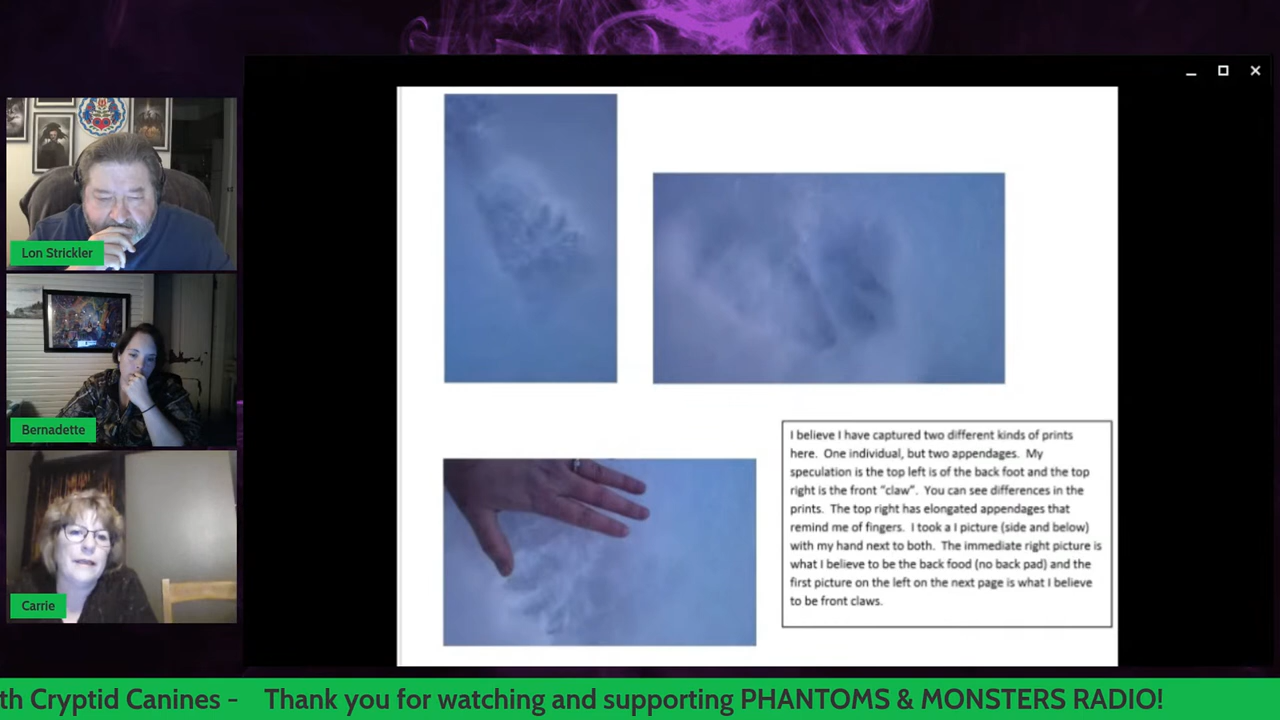 Lon Strickler
Bernadette
Carrie
I believe I have captured two different kinds of prints
here. One individual, but two appendages. My
speculation is the top left is of the back foot and the top
right is the front “claw”. You can see differences in the
prints. The top right has elongated appendages that
remind me of fingers. I took a I picture (side and below)
with my hand next to both. The immediate right picture is
what I believe to be the back food (no back pad) and the
first picture on the left on the next page is what I believe
to be front claws.
th Cryptid Canines - Thank you for watching and supporting PHANTOMS & MONSTERS RADIO!